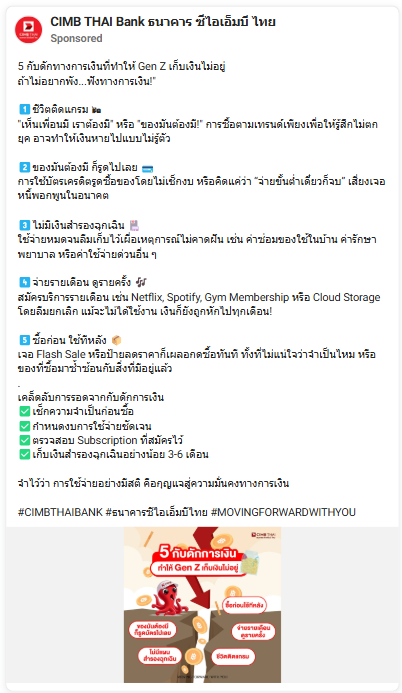 CIMB THAI Bank ธนาคาร ซีไอเอ็มบี ไทย
Sponsored
5 กับดักทางการเงินที่ทำให้ Gen Z เก็บเงินไม่อยู่
ถ้าไม่อยากพัง...ฟังทางการเงิน!"
1 ชีวิตติดแกรม
"เห็นเพื่อนมี เราต้องมี" หรือ "ของมันต้องมี!" การซื้อตามเทรนด์เพียงเพื่อให้รู้สึกไม่ตก
ยุค อาจทำให้เงินหายไปแบบไม่รู้ตัว
2 ของมันต้องมี ก็รูดไปเลย
การใช้บัตรเครดิตรูดซื้อของโดยไม่เช็กงบ หรือคิดแค่ว่า "จ่ายขั้นต่ำเดี๋ยวก็จบ" เสี่ยงเจอ
หนี้พอกพูนในอนาคต
3 ไม่มีเงินสำรองฉุกเฉิน
ใช้จ่ายหมดจนลืมเก็บไว้เผื่อเหตุการณ์ไม่คาดฝัน เช่น ค่าซ่อมของใช้ในบ้าน ค่ารักษา
พยาบาล หรือค่าใช้จ่ายด่วนอื่น ๆ
4 จ่ายรายเดือน ดูรายครั้ง
สมัครบริการรายเดือน เช่น Netflix, Spotify, Gym Membership หรือ Cloud Storage
โดยลืมยกเลิก แม้จะไม่ได้ใช้งาน เงินก็ยังถูกหักไปทุกเดือน!
5 ซื้อก่อน ใช้ทีหลัง
เจอ Flash Sale หรือป้ายลดราคาก็เผลอกดซื้อทันที ทั้งที่ไม่แน่ใจว่าจำเป็นไหม หรือ
ของที่ซื้อมาซ้ำซ้อนกับสิ่งที่มีอยู่แล้ว
.
เคล็ดลับการรอดจากกับดักการเงิน
✅ เช็กความจำเป็นก่อนซื้อ
✅ กำหนดงบการใช้จ่ายชัดเจน
✅ ตรวจสอบ Subscription ที่สมัครไว้
✅ เก็บเงินสำรองฉุกเฉินอย่างน้อย 3-6 เดือน
จำไว้ว่า การใช้จ่ายอย่างมีสติ คือกุญแจสู่ความมั่นคงทางการเงิน
#CIMBTHAIBANK #ธนาคารซีไอเอ็มบีไทย #MOVINGFORWARDWITHYOU
CIMB THAI
5 กับดักการเงิน
ทำให้ Gen Z เก็บเงินไม่อยู่
ซื้อก่อนใช้ทีหลัง
ของมันต้องมี
ก็รูดบัตรไปเลย
จ่ายรายเดือน
ดูรายครั้ง
ไม่มีแผน
สำรองฉุกเฉิน
ชีวิตติดแกรม